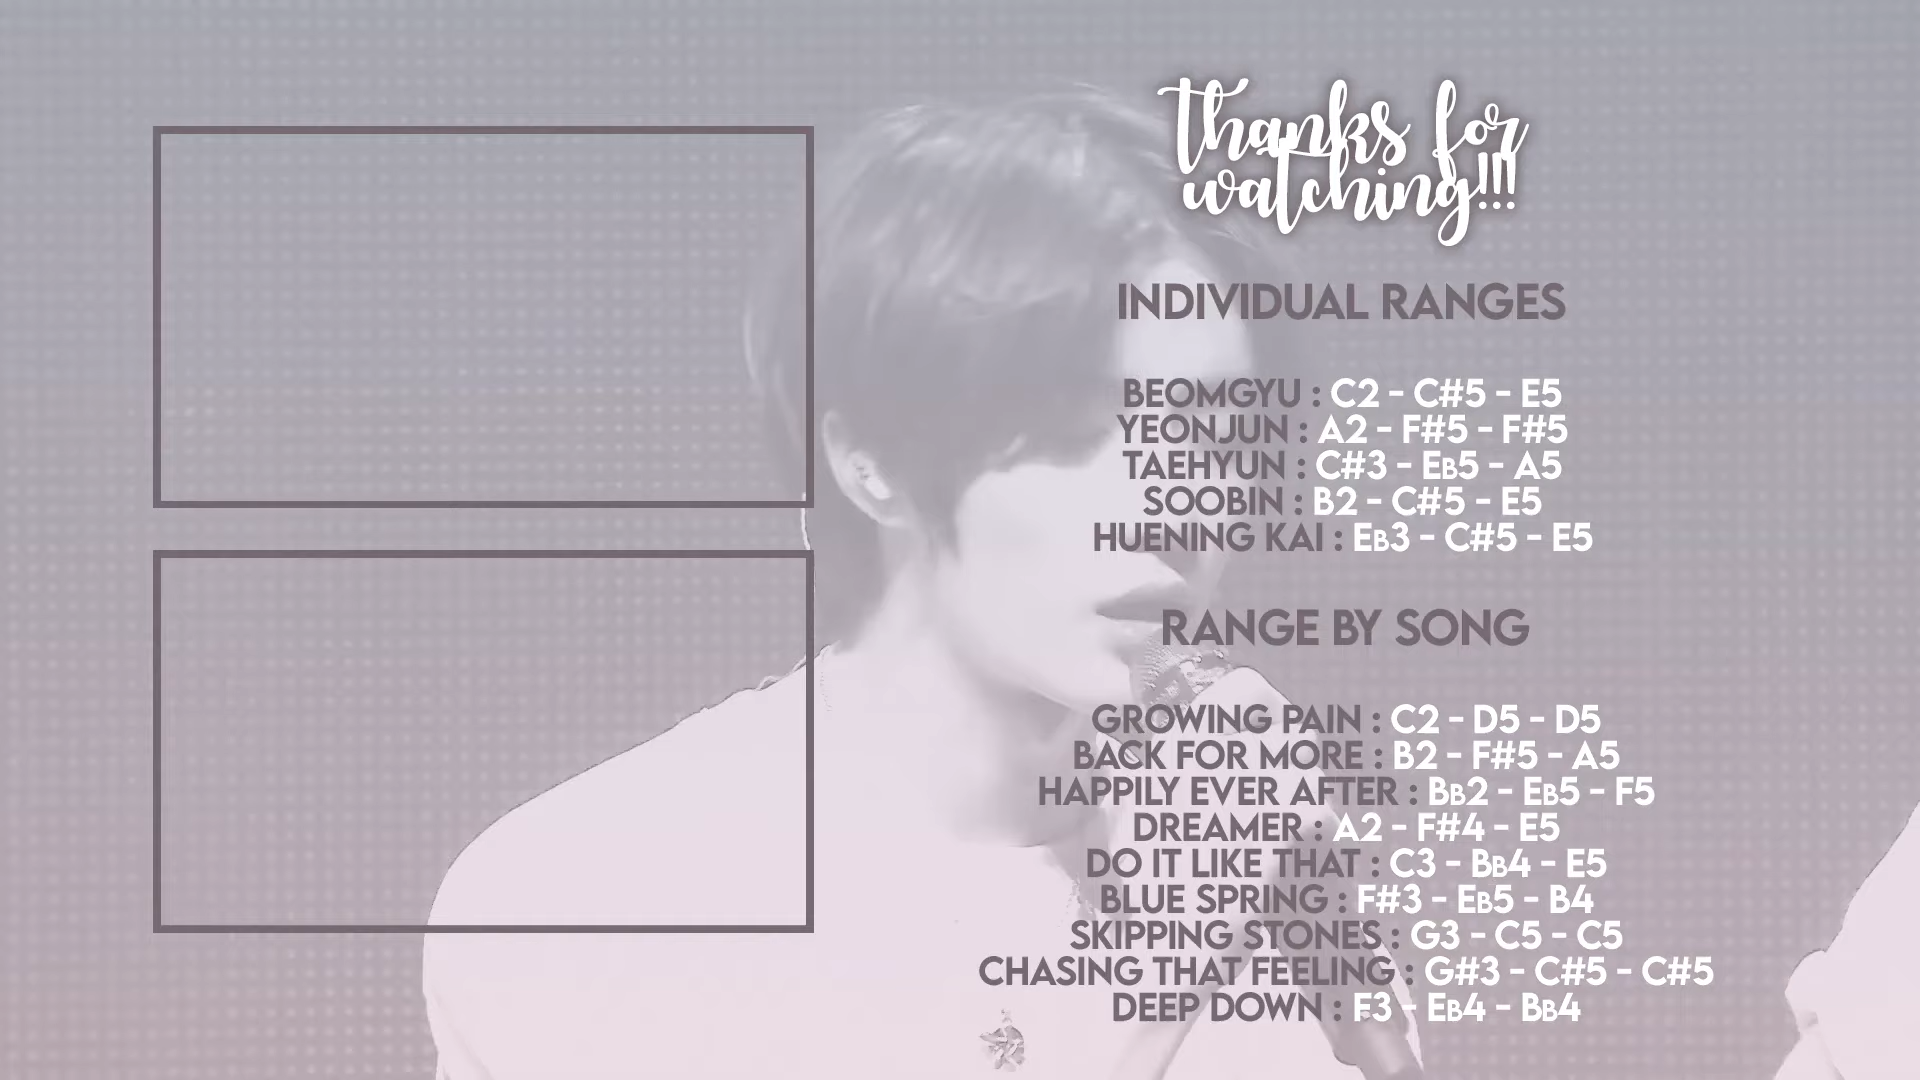 thanks for
watching!!!
INDIVIDUAL RANGES
BEOMGYU : C2 - C#5 - E5
YEONJUN : A2 - F#5 - F#5
TAEHYUN : C#3 - Eb5 - A5
SOOBIN : B2 - C#5 - E5
HUENING KAI : Eb3 - C#5 - E5
RANGE BY SONG
GROWING PAIN : C2 - D5 - D5
BACK FOR MORE : B2 - F#5 - A5
HAPPILY EVER AFTER : Bb2 - Eb5 - F5
DREAMER : A2 - F#4 - E5
DO IT LIKE THAT : C3 - Bb4 - E5
BLUE SPRING : F#3 - Eb5 - B4
SKIPPING STONES : G3 - C5 - C5
CHASING THAT FEELING : G#3 - C#5 - C#5
DEEP DOWN : F3 - Eb4 - Bb4